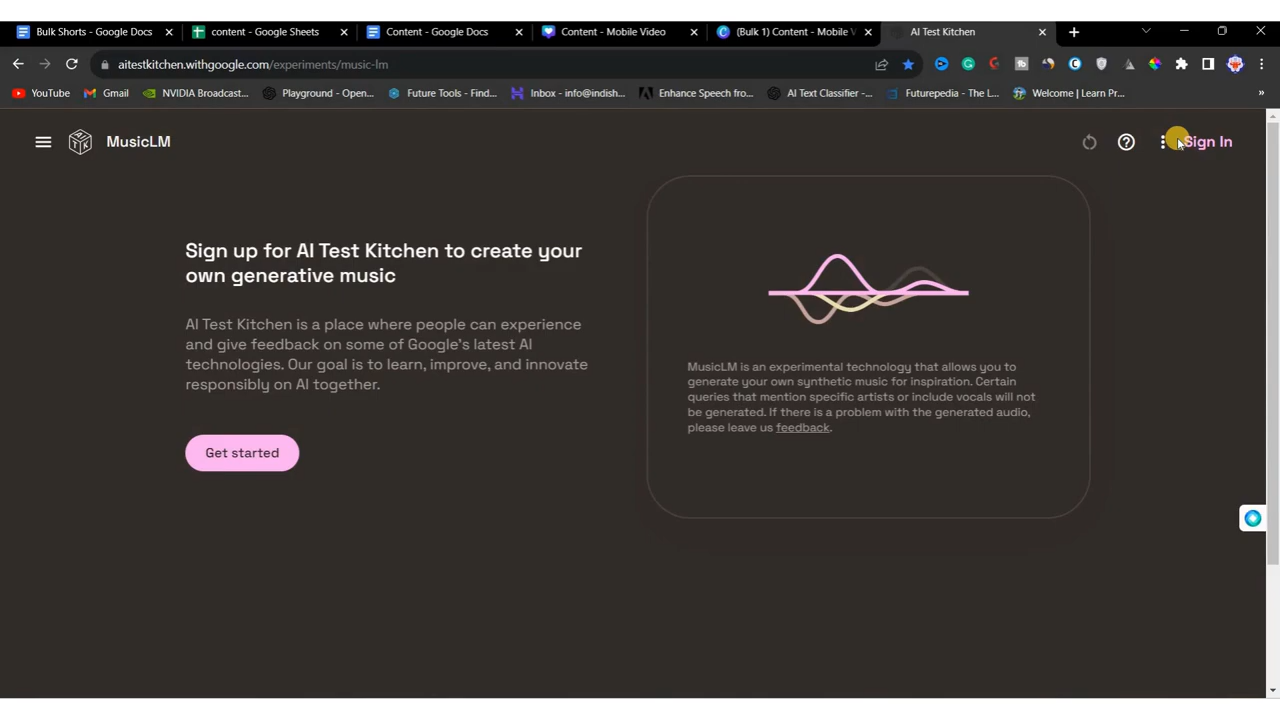 Bulk Shorts - Google Docs
content - Google Sheets
Content - Google Docs
Content - Mobile Video
(Bulk 1) Content - Mobile V
AI Test Kitchen
aitestkitchen.withgoogle.com/experiments/music-lm
YouTube
Gmail
NVIDIA Broadcast...
Playground - Open...
Future Tools - Find...
Inbox - info@indish...
Enhance Speech fro...
AI Text Classifier -...
Futurepedia - The L...
Welcome | Learn Pr...
MusicLM
Sign In
Sign up for AI Test Kitchen to create your
own generative music
AI Test Kitchen is a place where people can experience
and give feedback on some of Google's latest AI
technologies. Our goal is to learn, improve, and innovate
responsibly on AI together.
Get started
MusicLM is an experimental technology that allows you to
generate your own synthetic music for inspiration. Certain
queries that mention specific artists or include vocals will not
be generated. If there is a problem with the generated audio,
please leave us feedback.